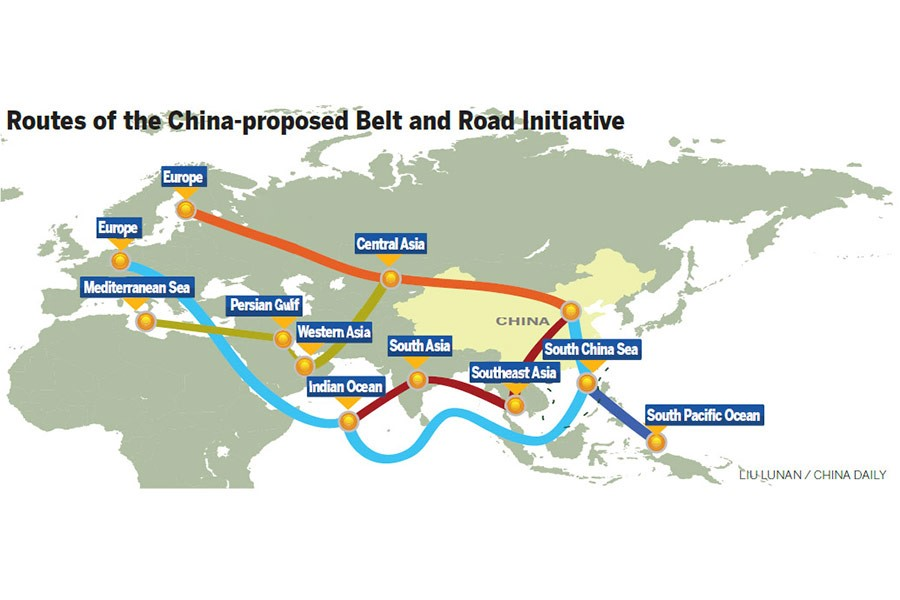 Routes of the China-proposed Belt and Road Initiative
Europe
Europe
Central Asia
Mediterranean Sea
Persian Gulf
Western Asia
CHINA
South Asia
South China Sea
Southeast Asia
Indian Ocean
South Pacific Ocean
LIU LUNAN / CHINA DAILY